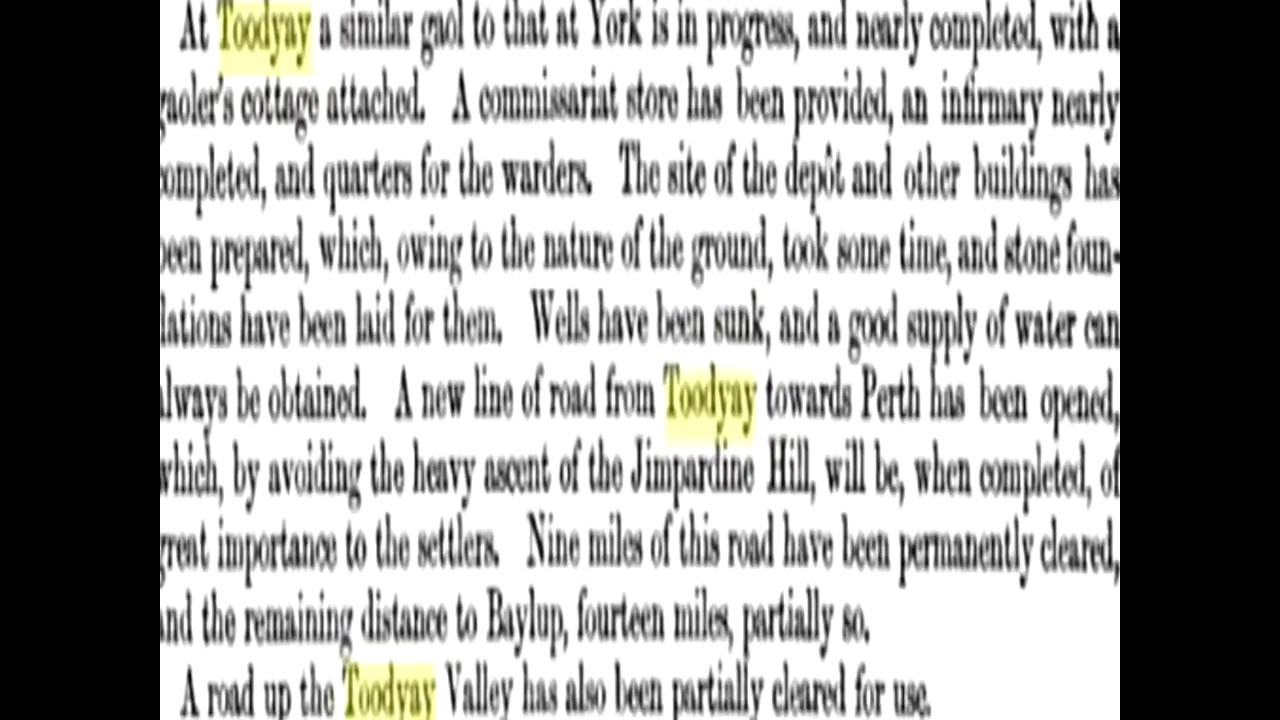 At Toodyay a similar gaol to that at York is in progress, and nearly completed, with a
gaoler's cottage attached. A commissariat store has been provided, an infirmary nearly
completed, and quarters for the warders. The site of the depôt and other buildings has
been prepared, which, owing to the nature of the ground, took some time, and stone foun-
dations have been laid for them. Wells have been sunk, and a good supply of water can
always be obtained. A new line of road from Toodyay towards Perth has been opened,
which, by avoiding the heavy ascent of the Jimpardine Hill, will be, when completed, of
great importance to the settlers. Nine miles of this road have been permanently cleared,
and the remaining distance to Baylup, fourteen miles, partially so.
A road up the Toodyay Valley has also been partially cleared for use.